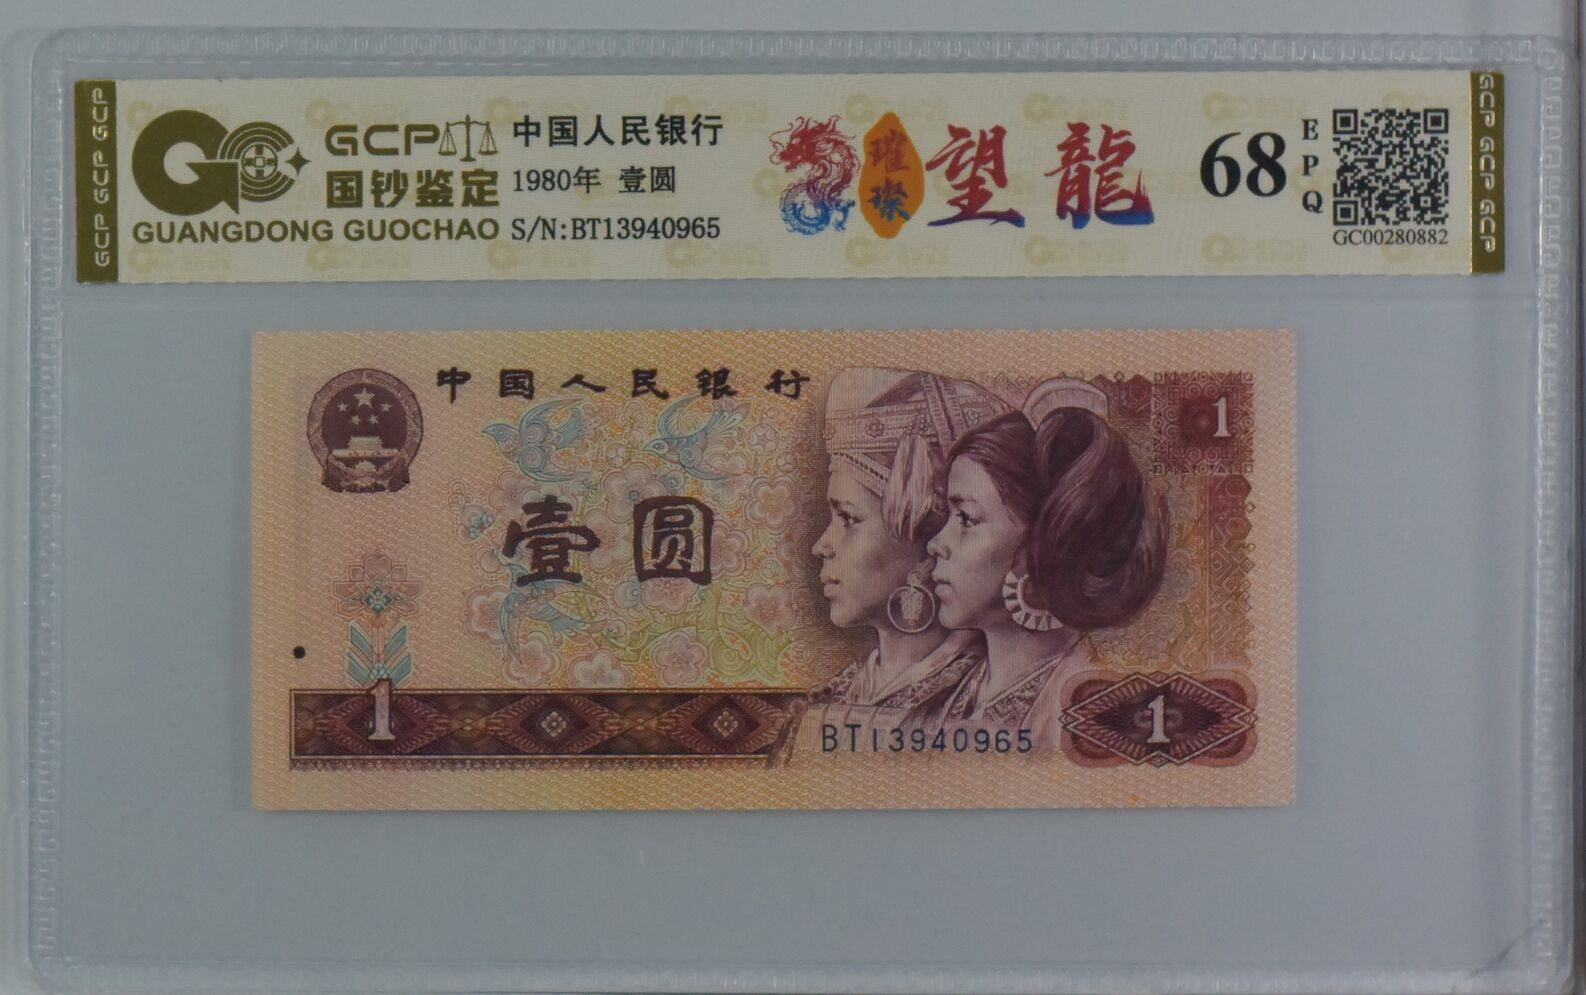 GCP GCP GCP
GCP
国钞鉴定
GUANGDONG GUOCHAO
中国人民银行
1980年 壹圆
S/N:BT13940965
璀璨
望龍
68
EPQ
GC00280882
GCP GCP GCP
中国人民银行
1
壹圆
1
BT13940965
1